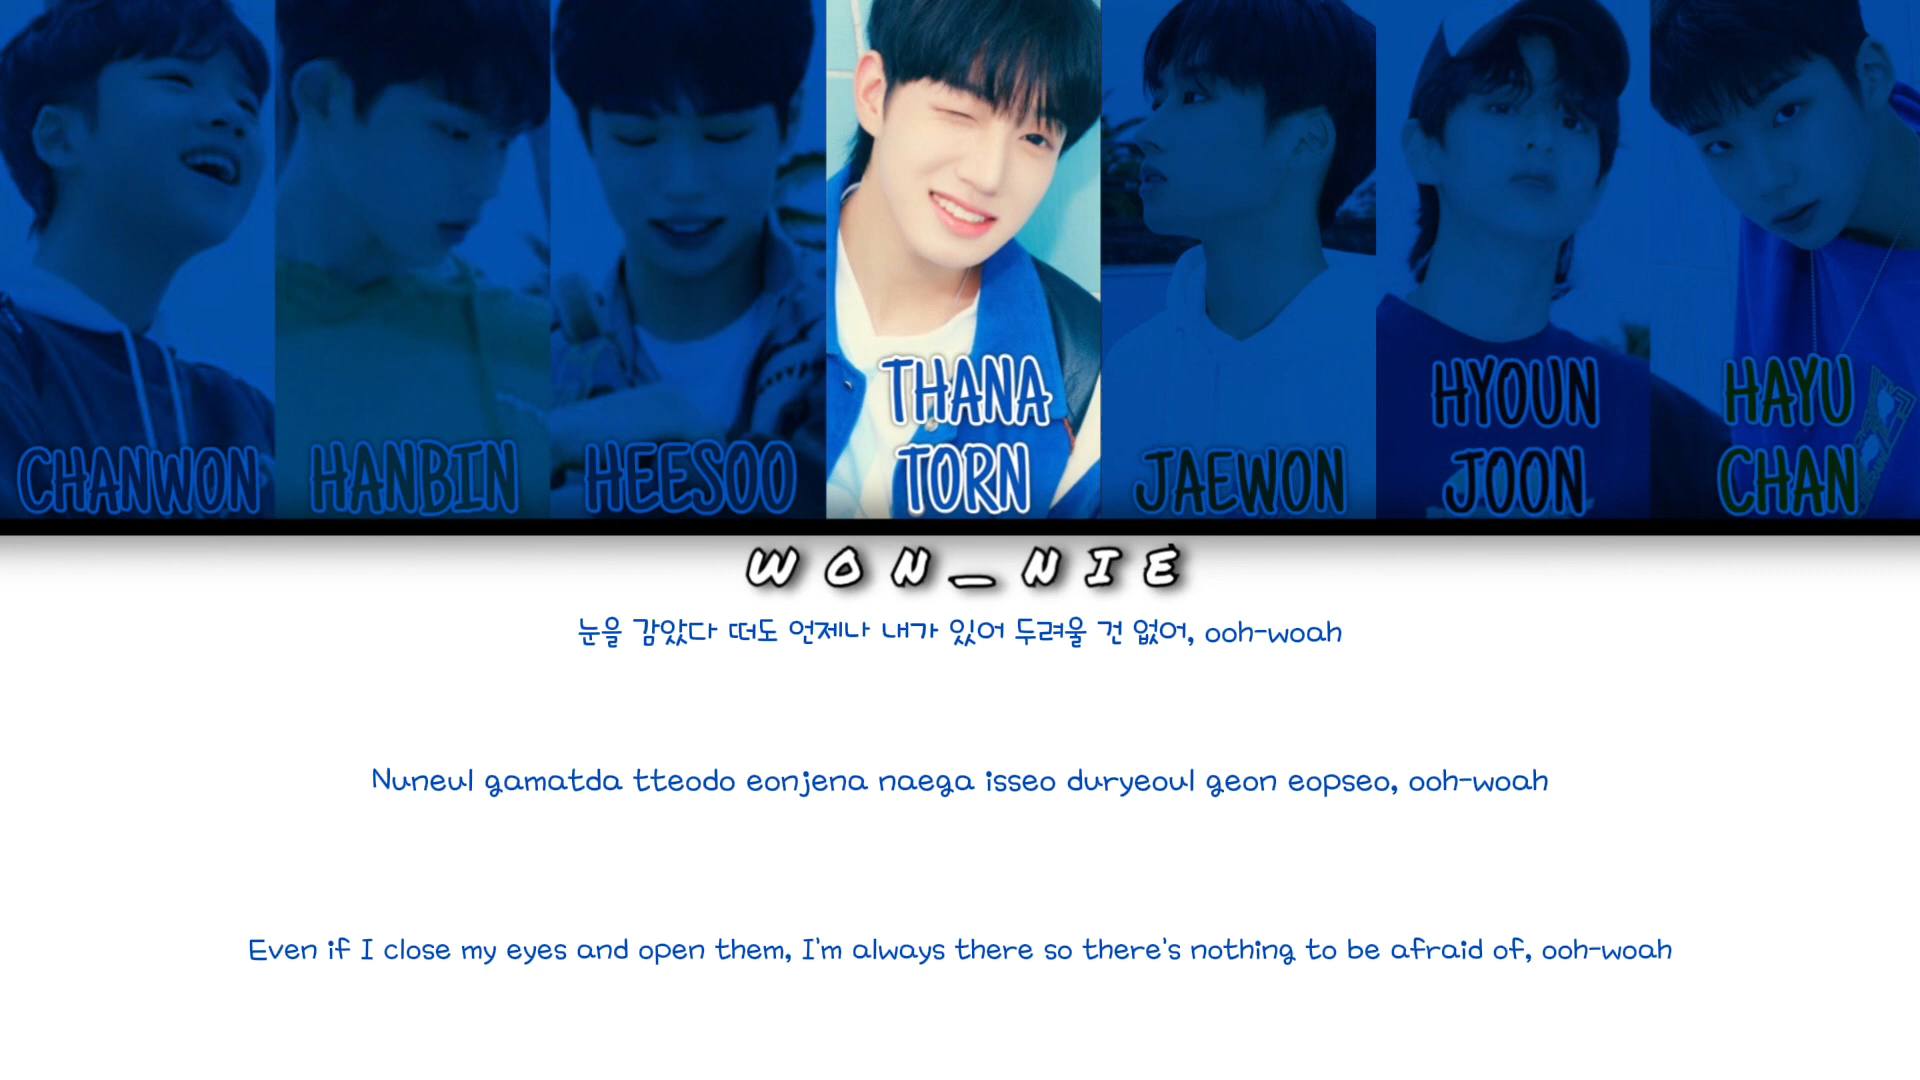 CHANWON
HANBIN
HEESOO
THANA
TORN
JAEWON
HYOUN
JOON
HAYU
CHAN
WON_NIE
눈을 감았다 떠도 언제나 내가 있어 두려울 건 없어, ooh-woah
Nuneul gamatda tteodo eonjena naega isseo duryeoul geon eopseo, ooh-woah
Even if I close my eyes and open them, I'm always there so there's nothing to be afraid of, ooh-woah